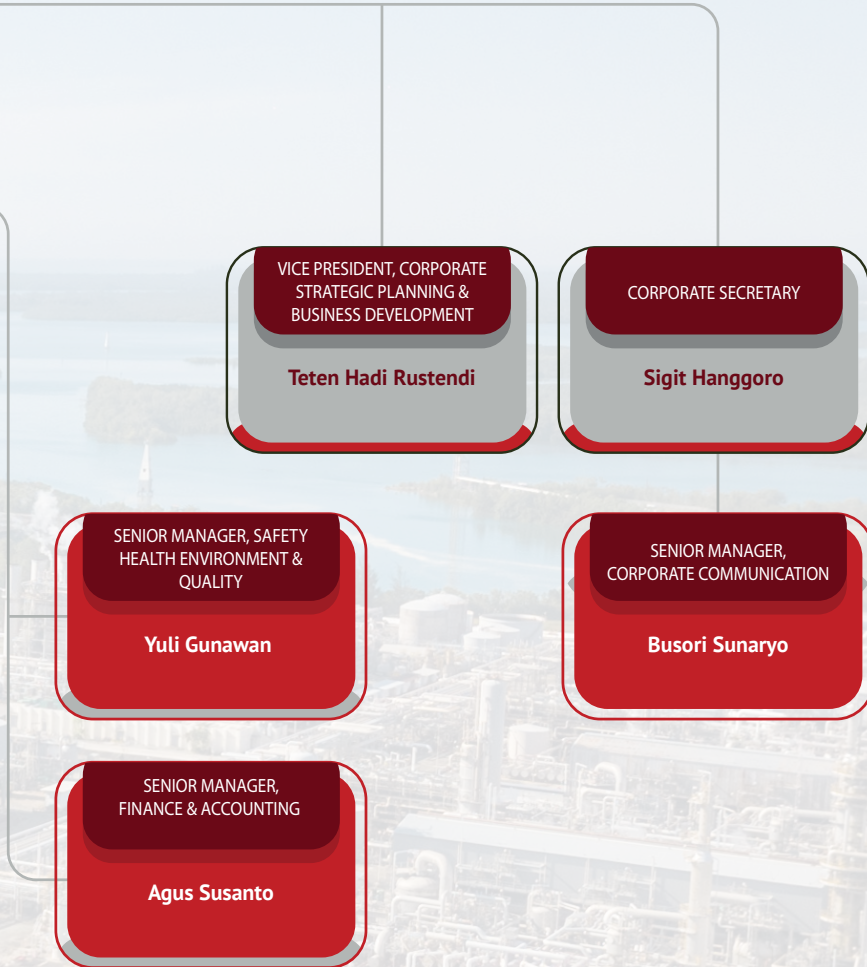 VICE PRESIDENT, CORPORATE
STRATEGIC PLANNING &
BUSINESS DEVELOPMENT
Teten Hadi Rustendi
CORPORATE SECRETARY
Sigit Hanggoro
SENIOR MANAGER, SAFETY
HEALTH ENVIRONMENT &
QUALITY
Yuli Gunawan
SENIOR MANAGER,
CORPORATE COMMUNICATION
Busori Sunaryo
SENIOR MANAGER,
FINANCE & ACCOUNTING
Agus Susanto